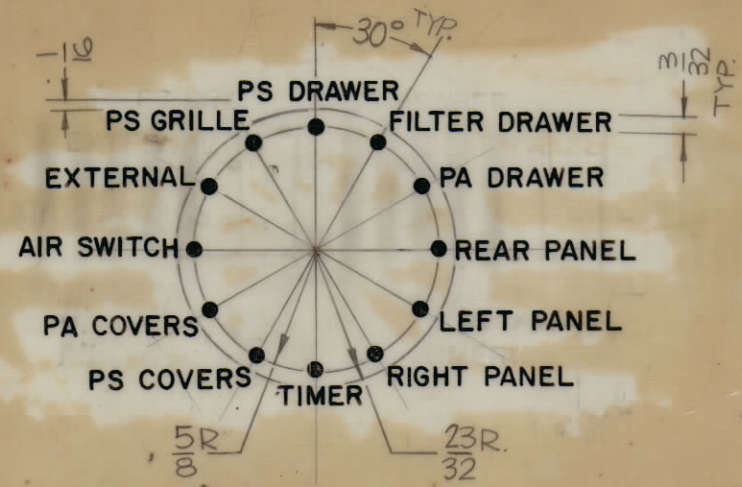 30° TYP.
1/16
3/32 TYP.
PS DRAWER
PS GRILLE
FILTER DRAWER
EXTERNAL
PA DRAWER
AIR SWITCH
REAR PANEL
PA COVERS
LEFT PANEL
PS COVERS
TIMER
RIGHT PANEL
5/8 R
23/32 R.